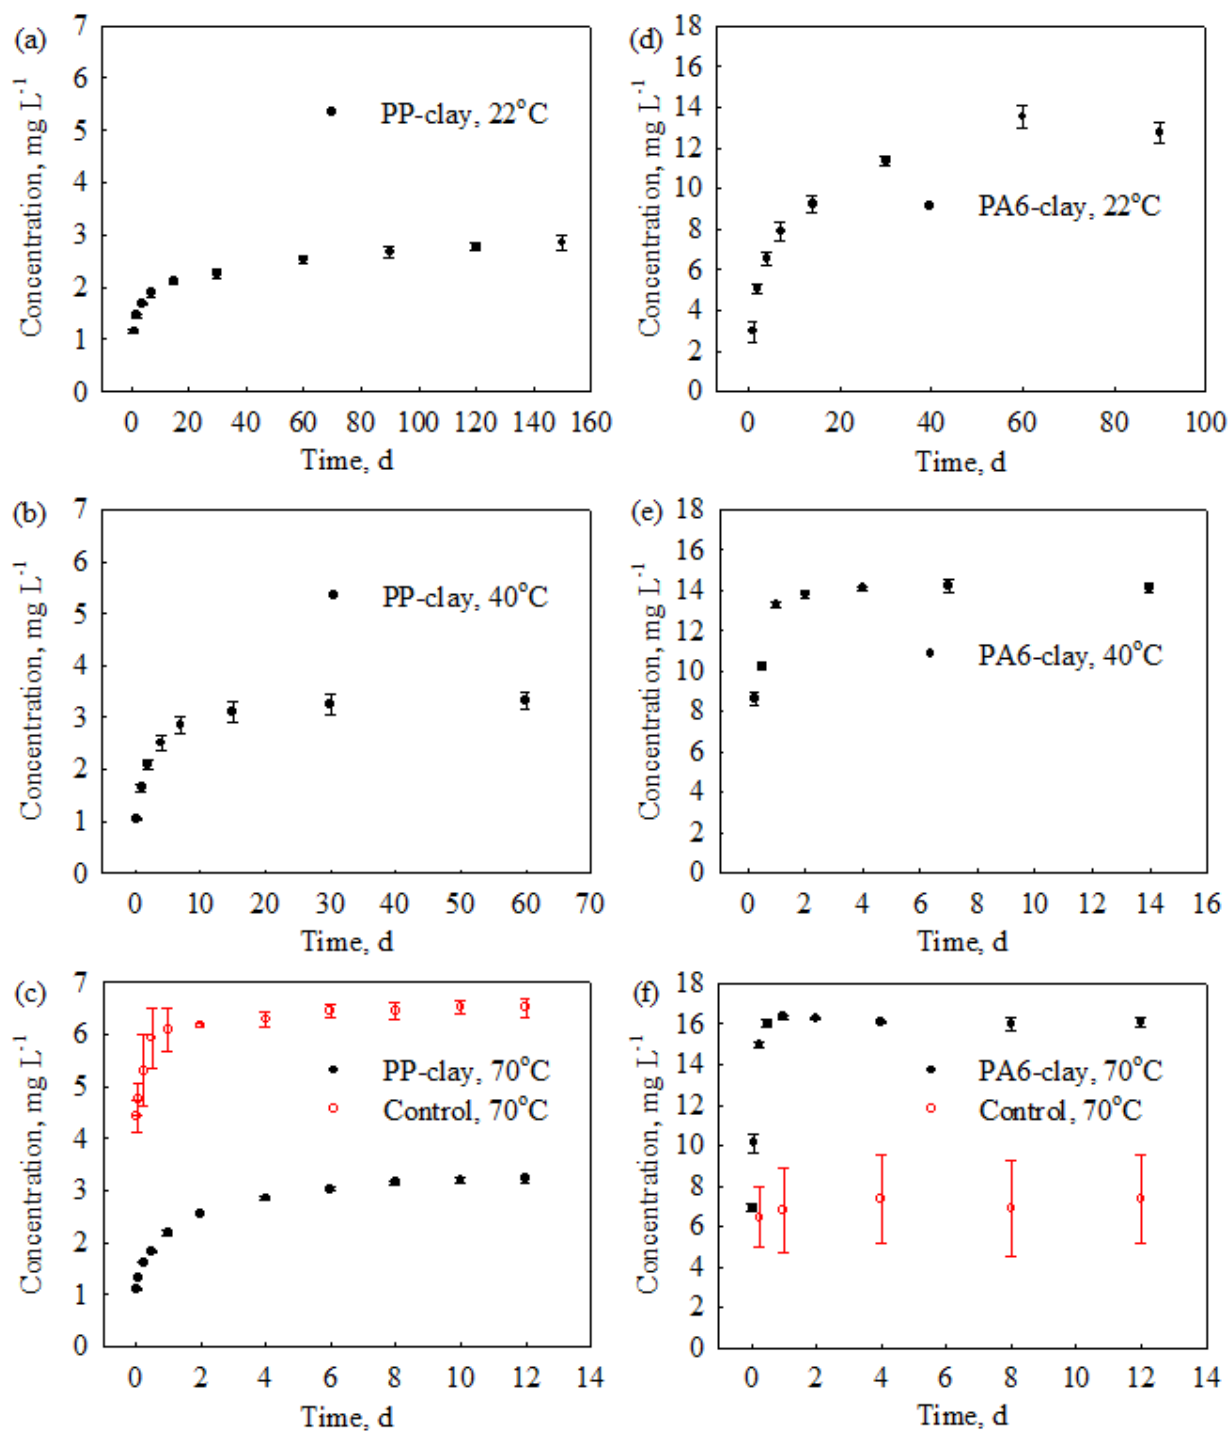 (a)
Concentration, mg L⁻¹
7
6
5
4
3
2
1
0
PP-clay, 22°C
0 20 40 60 80 100 120 140 160
Time, d
(d)
Concentration, mg L⁻¹
18
16
14
12
10
8
6
4
2
0
PA6-clay, 22°C
0 20 40 60 80 100
Time, d
(b)
Concentration, mg L⁻¹
7
6
5
4
3
2
1
0
PP-clay, 40°C
0 10 20 30 40 50 60 70
Time, d
(e)
Concentration, mg L⁻¹
18
16
14
12
10
8
6
4
2
0
PA6-clay, 40°C
0 2 4 6 8 10 12 14 16
Time, d
(c)
Concentration, mg L⁻¹
7
6
5
4
3
2
1
0
PP-clay, 70°C
Control, 70°C
0 2 4 6 8 10 12 14
Time, d
(f)
Concentration, mg L⁻¹
18
16
14
12
10
8
6
4
2
0
PA6-clay, 70°C
Control, 70°C
0 2 4 6 8 10 12 14
Time, d